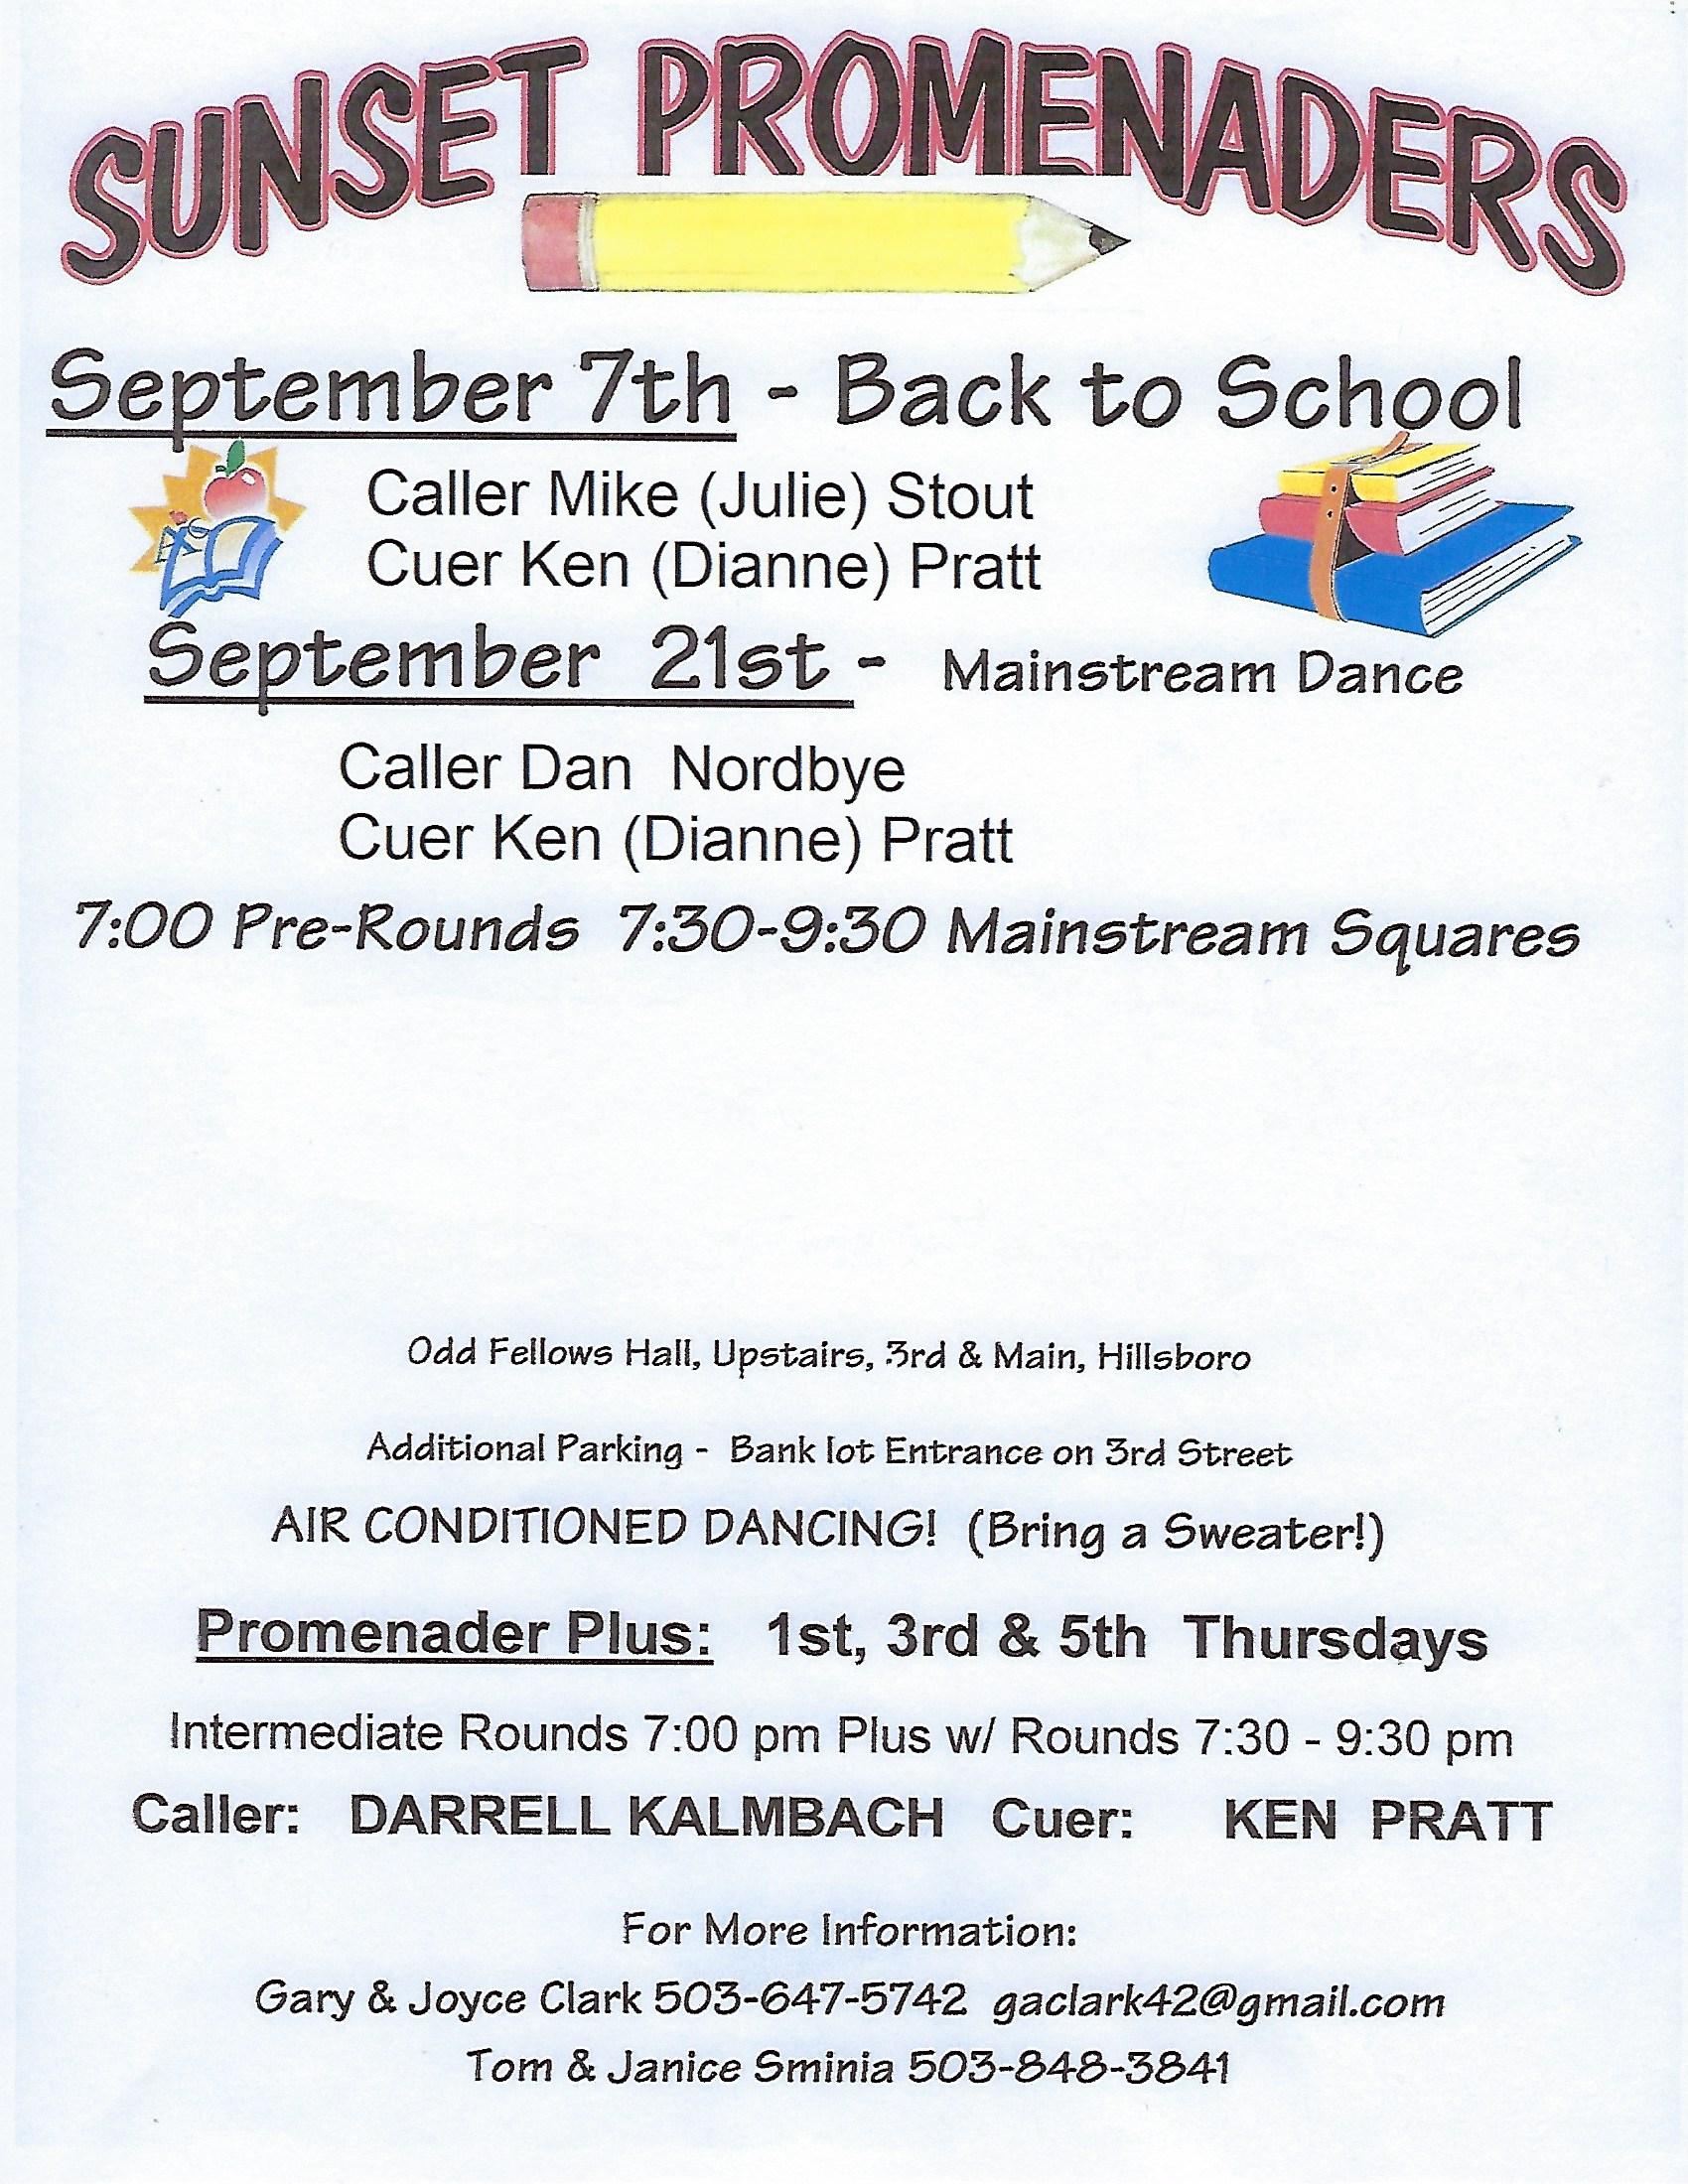 SUNSET PROMENADERS
September 7th - Back to School
Caller Mike (Julie) Stout
Cuer Ken (Dianne) Pratt
September 21st - Mainstream Dance
Caller Dan Nordbye
Cuer Ken (Dianne) Pratt
7:00 Pre-Rounds 7:30-9:30 Mainstream Squares
Odd Fellows Hall, Upstairs, 3rd & Main, Hillsboro
Additional Parking - Bank lot Entrance on 3rd Street
AIR CONDITIONED DANCING! (Bring a Sweater!)
Promenader Plus: 1st, 3rd & 5th Thursdays
Intermediate Rounds 7:00 pm Plus w/ Rounds 7:30 - 9:30 pm
Caller: DARRELL KALMBACH Cuer: KEN PRATT
For More Information:
Gary & Joyce Clark 503-647-5742 gaclark42@gmail.com
Tom & Janice Sminia 503-848-3841